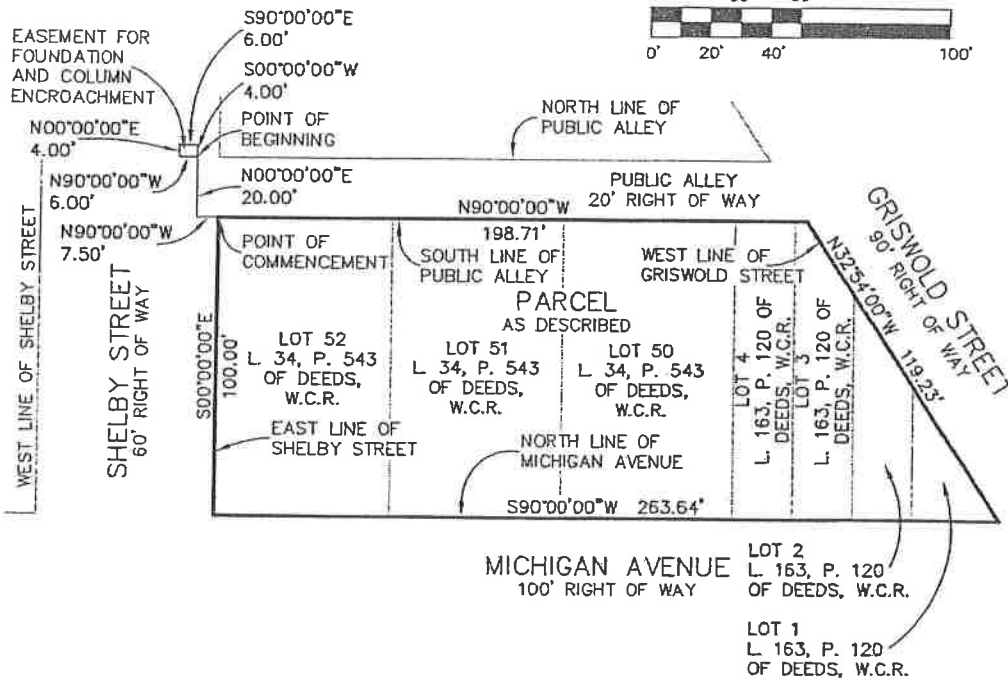 S90°00'00"E
6.00'
S00°00'00"W
4.00'
EASEMENT FOR
FOUNDATION
AND COLUMN
ENCROACHMENT
0' 20' 40' 100'
N00°00'00"E
4.00'
POINT OF
BEGINNING
NORTH LINE OF
PUBLIC ALLEY
N90°00'00"W
6.00'
N00°00'00"E
20.00'
PUBLIC ALLEY
20' RIGHT OF WAY
N90°00'00"W
7.50'
N90°00'00"W
198.71'
POINT OF
COMMENCEMENT
SOUTH LINE OF
PUBLIC ALLEY
WEST LINE OF
GRISWOLD STREET
GRISWOLD STREET
90' RIGHT OF WAY
N32°54'00"W 119.23'
WEST LINE OF SHELBY STREET
SHELBY STREET
60' RIGHT OF WAY
S00°00'00"E
100.00'
PARCEL
AS DESCRIBED
LOT 52
L. 34, P. 543
OF DEEDS,
W.C.R.
LOT 51
L. 34, P. 543
OF DEEDS,
W.C.R.
LOT 50
L. 34, P. 543
OF DEEDS,
W.C.R.
LOT 4
L. 163, P. 120 OF
DEEDS, W.C.R.
LOT 3
L. 163, P. 120 OF
DEEDS, W.C.R.
EAST LINE OF
SHELBY STREET
NORTH LINE OF
MICHIGAN AVENUE
S90°00'00"W 263.64'
MICHIGAN AVENUE
100' RIGHT OF WAY
LOT 2
L. 163, P. 120
OF DEEDS, W.C.R.
LOT 1
L. 163, P. 120
OF DEEDS, W.C.R.